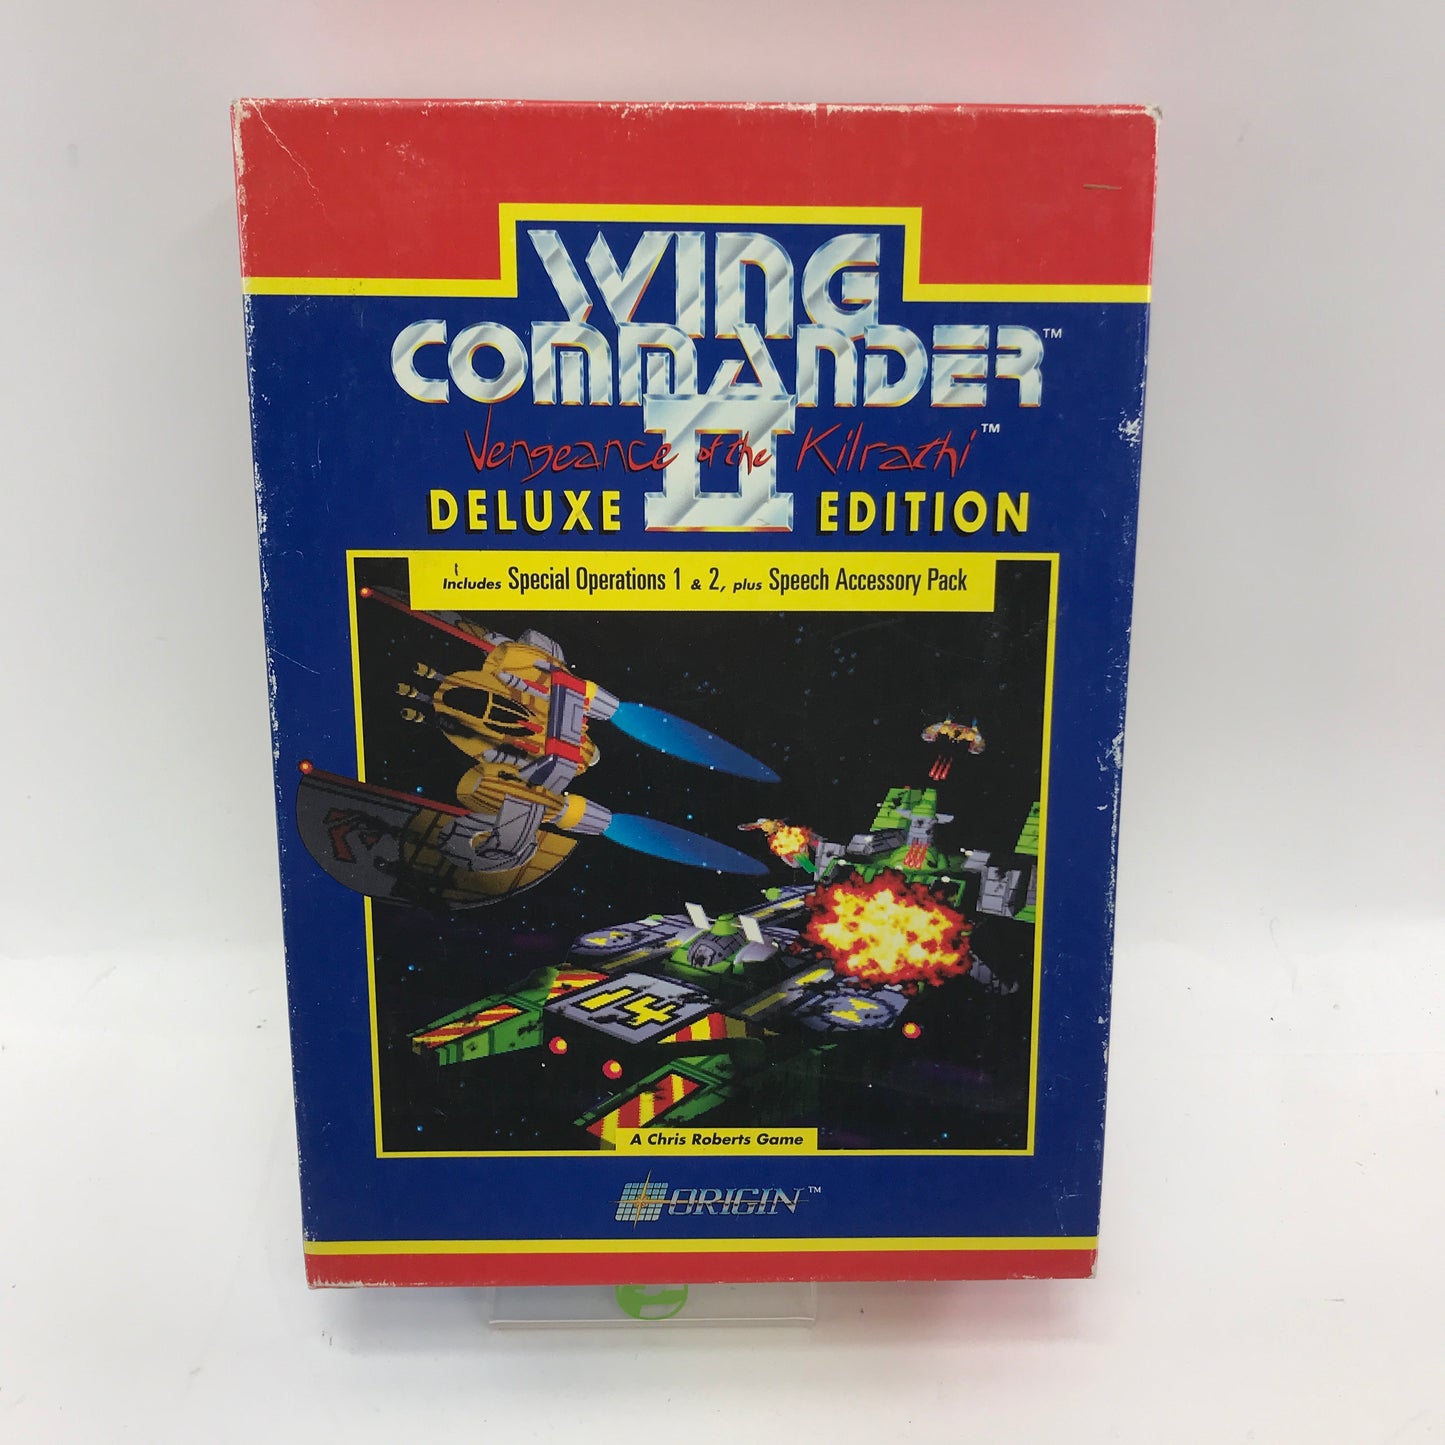 WING
COMMANDER™
II
Vengeance of the Kilrathi™
DELUXE EDITION
Includes Special Operations 1 & 2, plus Speech Accessory Pack
14
A Chris Roberts Game
ORIGIN™